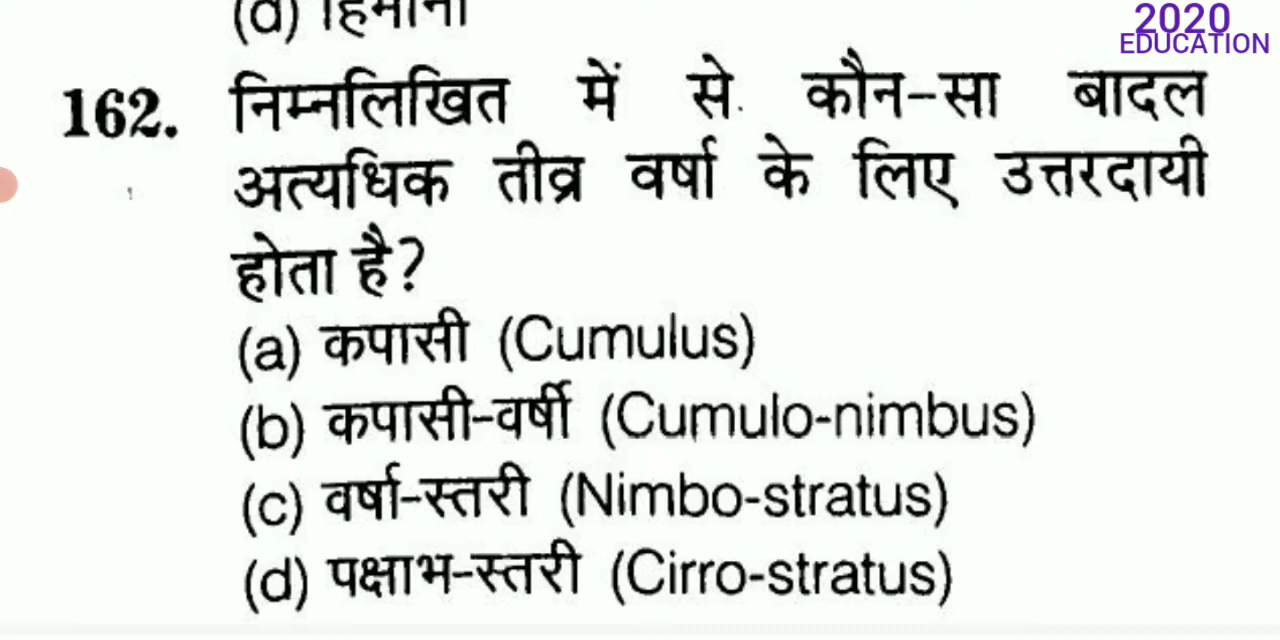 2020
EDUCATION
(d) हिमानी
162. निम्नलिखित में से कौन-सा बादल
अत्यधिक तीव्र वर्षा के लिए उत्तरदायी
होता है?
(a) कपासी (Cumulus)
(b) कपासी-वर्षी (Cumulo-nimbus)
(c) वर्षा-स्तरी (Nimbo-stratus)
(d) पक्षाभ-स्तरी (Cirro-stratus)